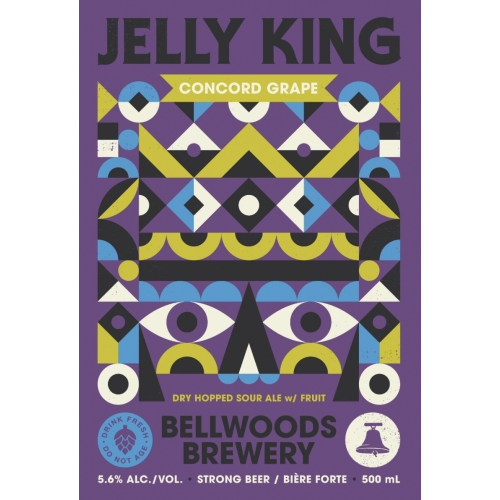 JELLY KING
CONCORD GRAPE
DRY HOPPED SOUR ALE w/ FRUIT
DRINK FRESH
DO NOT AGE
BELLWOODS
BREWERY
5.6% ALC./VOL. • STRONG BEER / BIÈRE FORTE • 500 mL